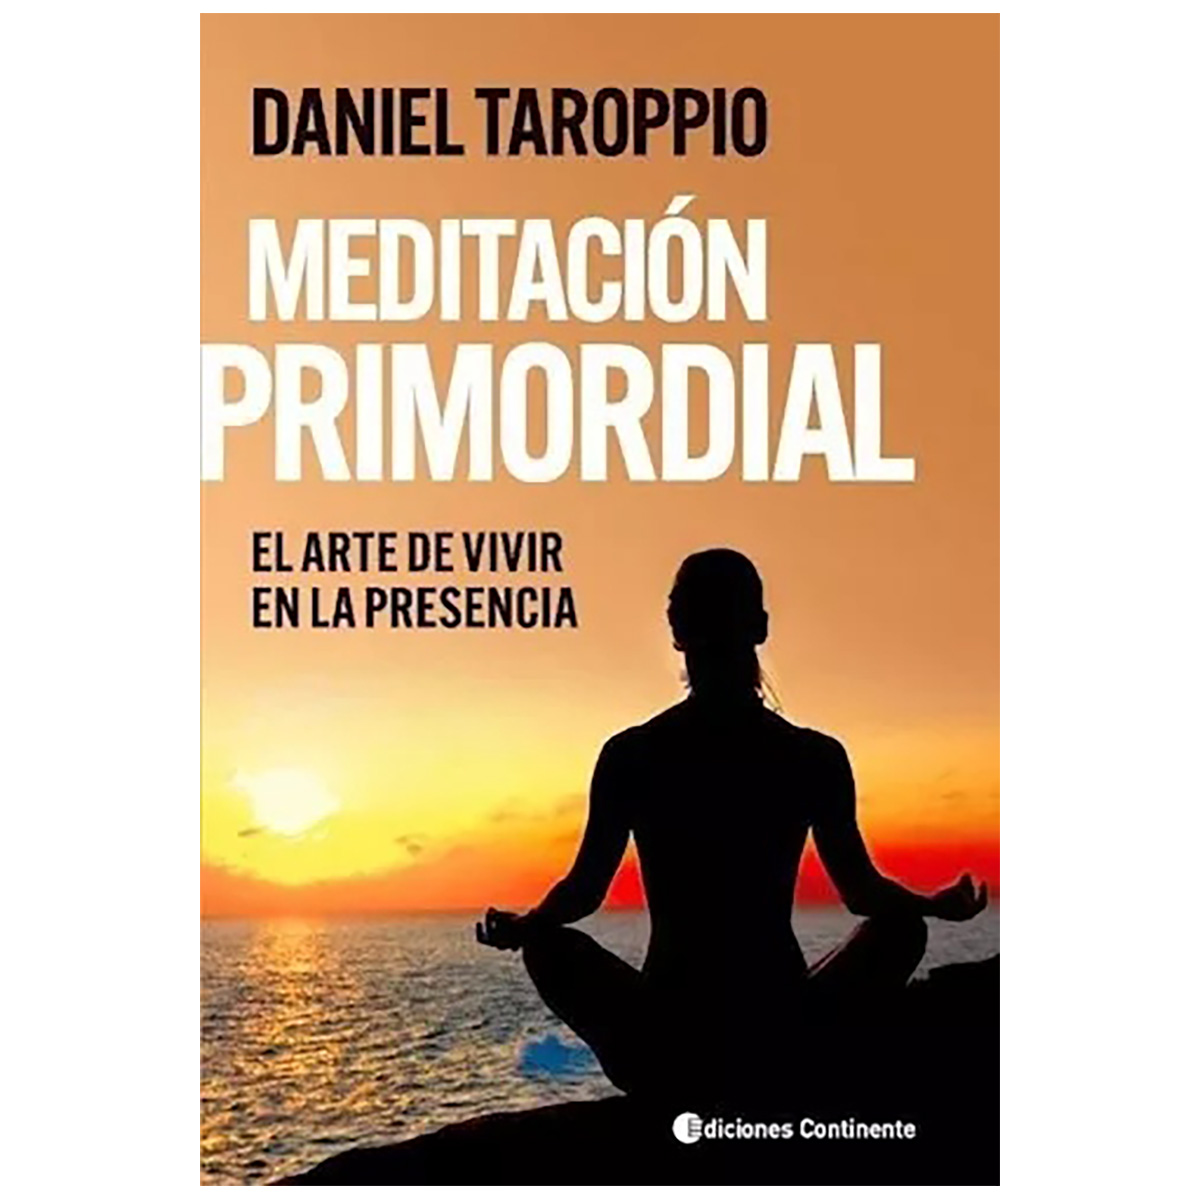 DANIEL TAROPPIO
MEDITACIÓN
PRIMORDIAL
EL ARTE DE VIVIR
EN LA PRESENCIA
Ediciones Continente